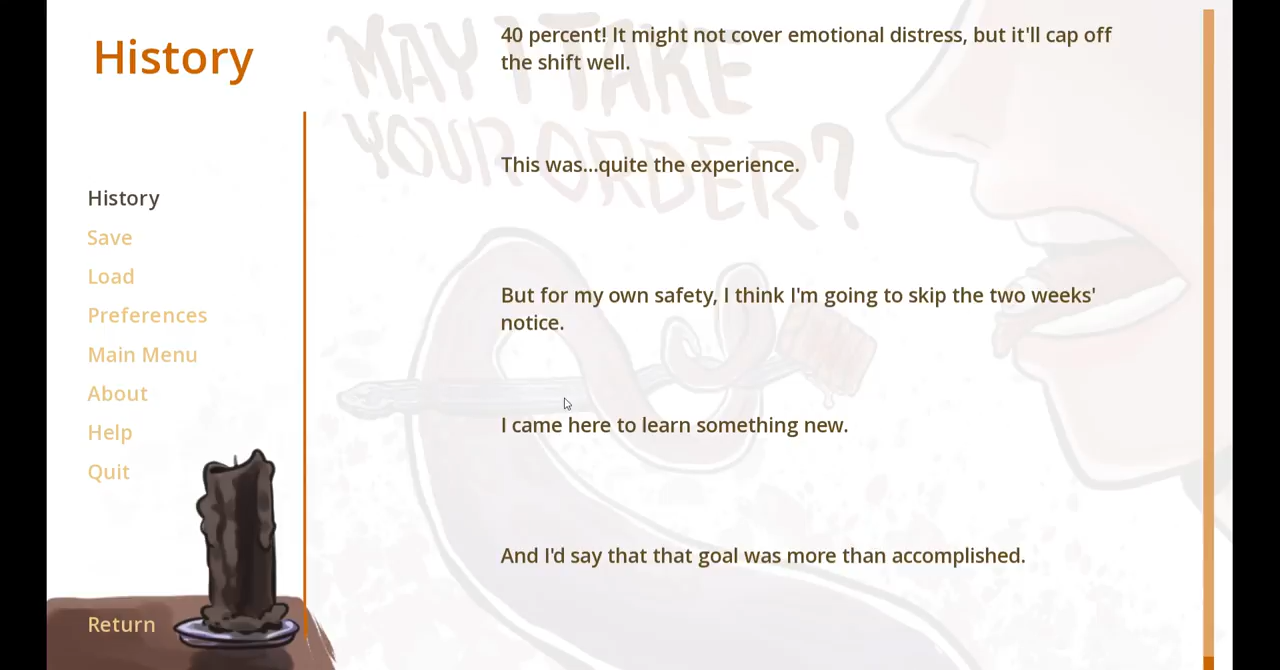 History
MAY I TAKE
YOUR ORDER?
40 percent! It might not cover emotional distress, but it'll cap off
the shift well.
This was...quite the experience.
But for my own safety, I think I'm going to skip the two weeks'
notice.
I came here to learn something new.
And I'd say that that goal was more than accomplished.
History
Save
Load
Preferences
Main Menu
About
Help
Quit
Return